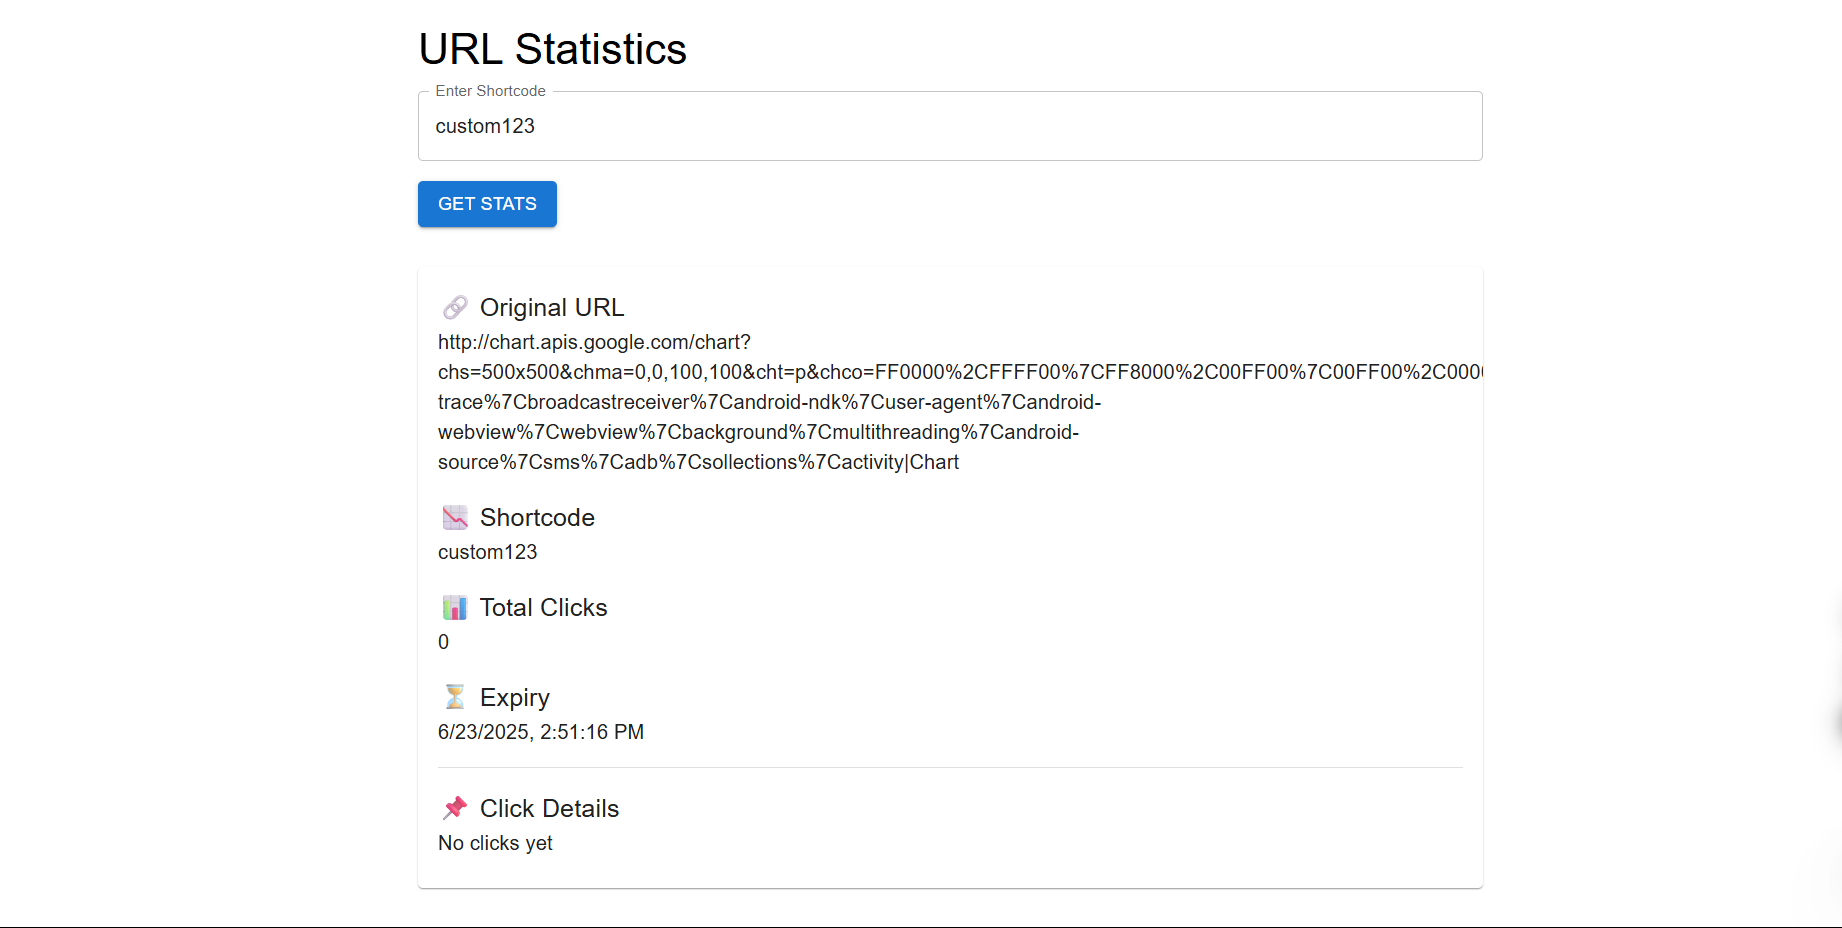 URL Statistics
Enter Shortcode
custom123
GET STATS
Original URL
http://chart.apis.google.com/chart?
chs=500x500&chma=0,0,100,100&cht=p&chco=FF0000%2CFFFF00%7CFF8000%2C00FF00%7C00FF00%2C000
trace%7Cbroadcastreceiver%7Candroid-ndk%7Cuser-agent%7Candroid-
webview%7Cwebview%7Cbackground%7Cmultithreading%7Candroid-
source%7Csms%7Cadb%7Csollections%7Cactivity|Chart
Shortcode
custom123
Total Clicks
0
Expiry
6/23/2025, 2:51:16 PM
Click Details
No clicks yet